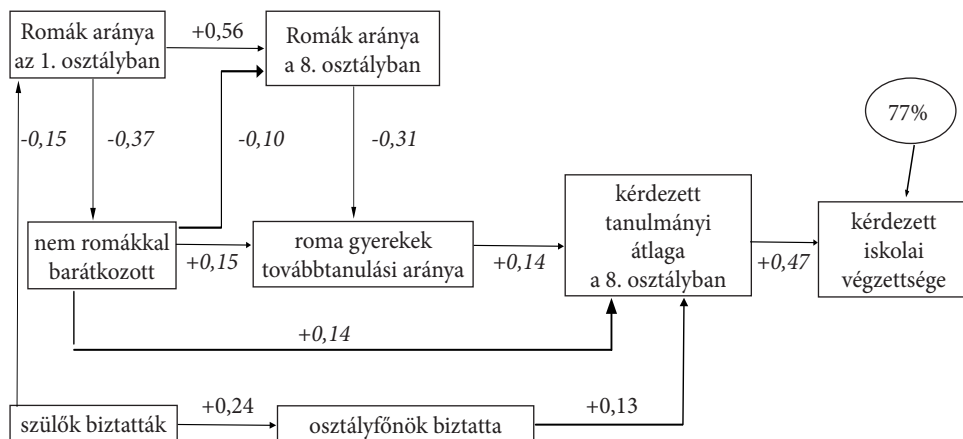 Romák aránya
az 1. osztályban
+0,56
Romák aránya
a 8. osztályban
77%
-0,15
-0,37
-0,10
-0,31
nem romákkal
barátkozott
+0,15
roma gyerekek
továbbtanulási aránya
+0,14
kérdezett
tanulmányi
átlaga
a 8. osztályban
+0,47
kérdezett
iskolai
végzettsége
+0,14
szülők biztatták
+0,24
osztályfőnök biztatta
+0,13